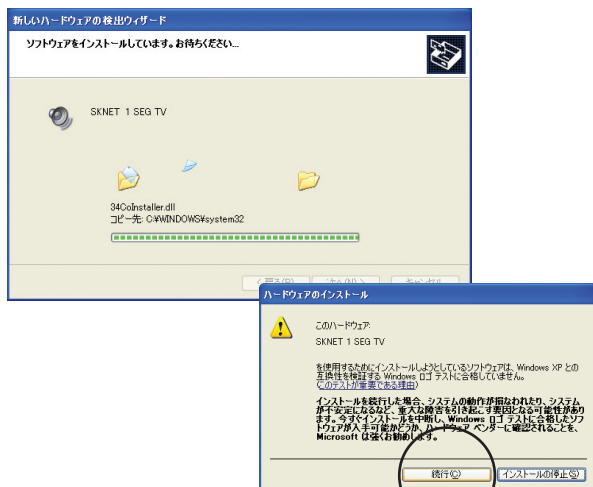 新しいハードウェアの検出ウィザード
ソフトウェアをインストールしています。お待ちください...
SKNET 1 SEG TV
34CoInstaller.dll
コピー先: C:¥WINDOWS¥system32
< 戻る(B)
次へ(N) >
キャンセル
ハードウェアのインストール
このハードウェア:
SKNET 1 SEG TV
を使用するためにインストールしようとしているソフトウェアは、Windows XP との
互換性を検証する Windows ロゴ テストに合格していません。
(このテストが重要である理由)
インストールを続行した場合、システムの動作が損なわれたり、システム
が不安定になるなど、重大な障害を引き起こす要因となる可能性があり
ます。今すぐインストールを中断し、Windows ロゴ テストに合格したソフ
トウェアが入手可能かどうか、ハードウェア ベンダーに確認されることを、
Microsoft は強くお勧めします。
続行(C)
インストールの停止(S)